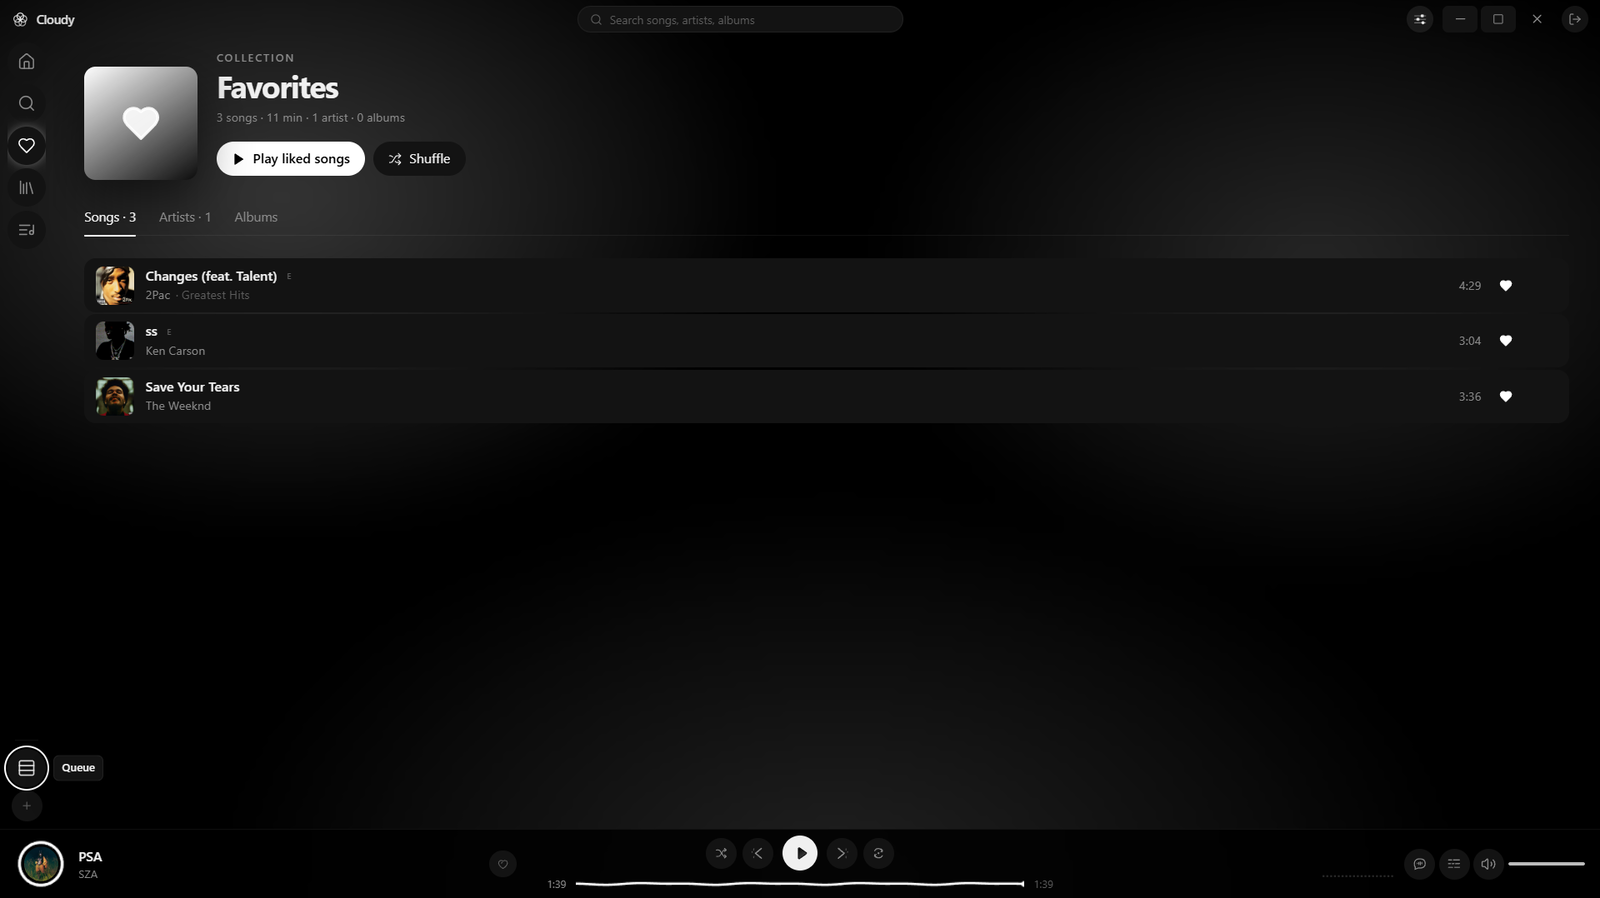 Cloudy
Search songs, artists, albums
COLLECTION
Favorites
3 songs · 11 min · 1 artist · 0 albums
Play liked songs
Shuffle
Songs · 3
Artists · 1
Albums
Changes (feat. Talent) E
2Pac · Greatest Hits
4:29
ss E
Ken Carson
3:04
Save Your Tears
The Weeknd
3:36
Queue
PSA
SZA
1:39
1:39